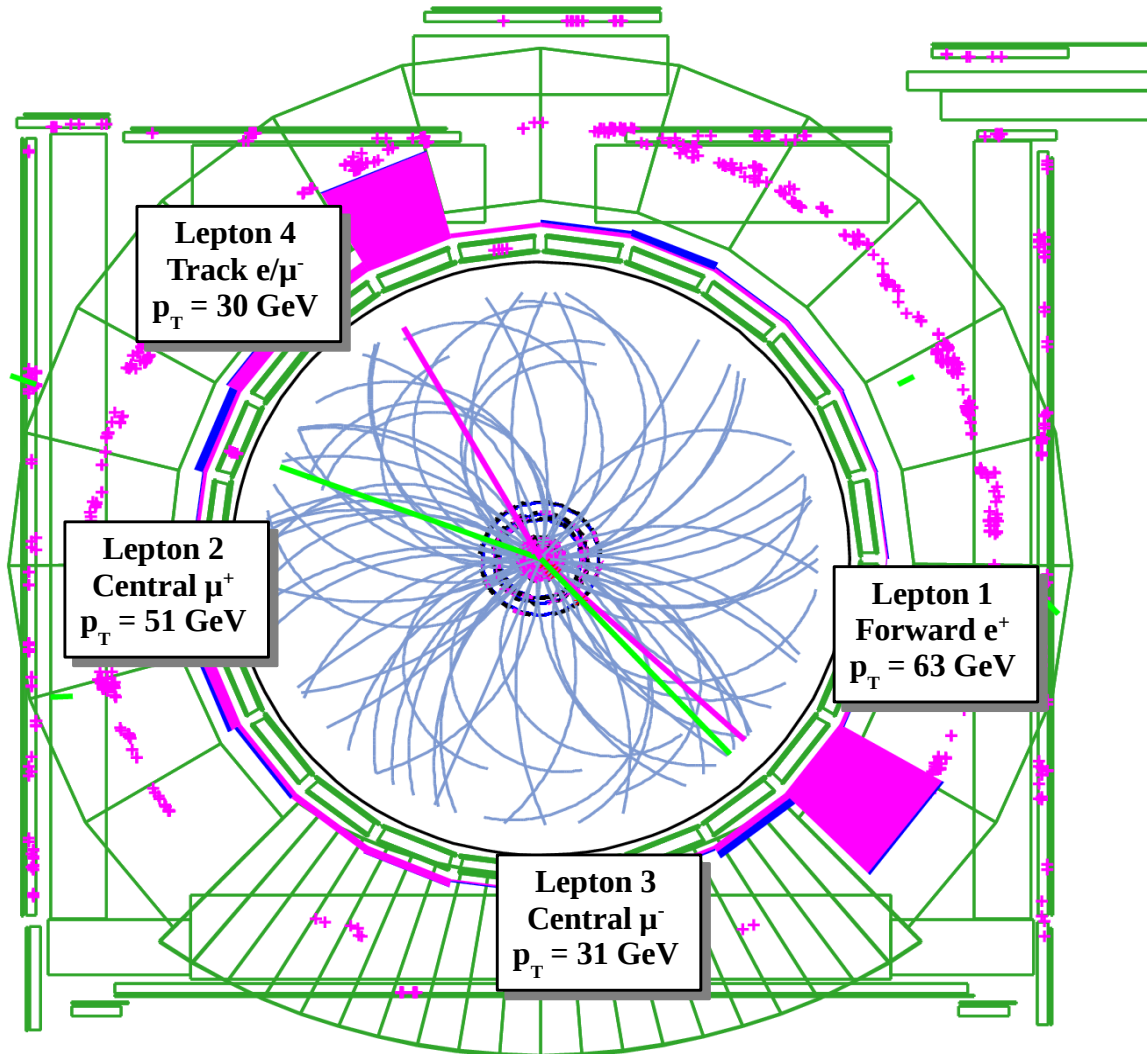 Lepton 4
Track e/μ⁻
p_T = 30 GeV
Lepton 2
Central μ⁺
p_T = 51 GeV
Lepton 1
Forward e⁺
p_T = 63 GeV
Lepton 3
Central μ⁻
p_T = 31 GeV